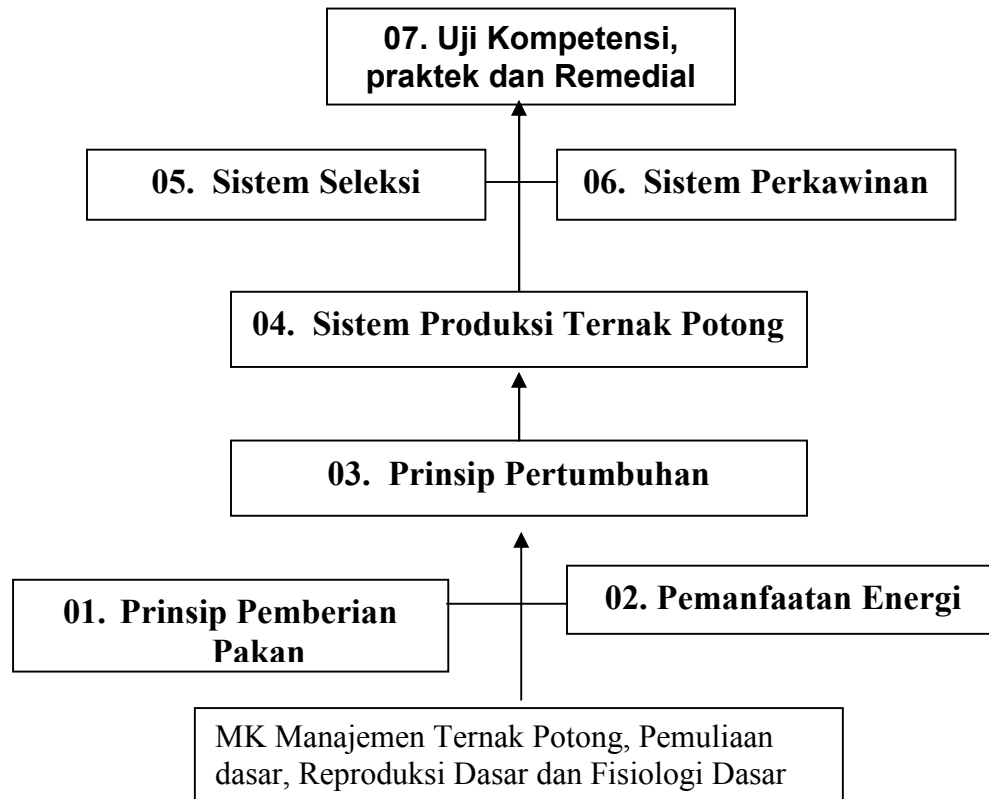 07. Uji Kompetensi,
praktek dan Remedial
05. Sistem Seleksi
06. Sistem Perkawinan
04. Sistem Produksi Ternak Potong
03. Prinsip Pertumbuhan
01. Prinsip Pemberian
Pakan
02. Pemanfaatan Energi
MK Manajemen Ternak Potong, Pemuliaan
dasar, Reproduksi Dasar dan Fisiologi Dasar